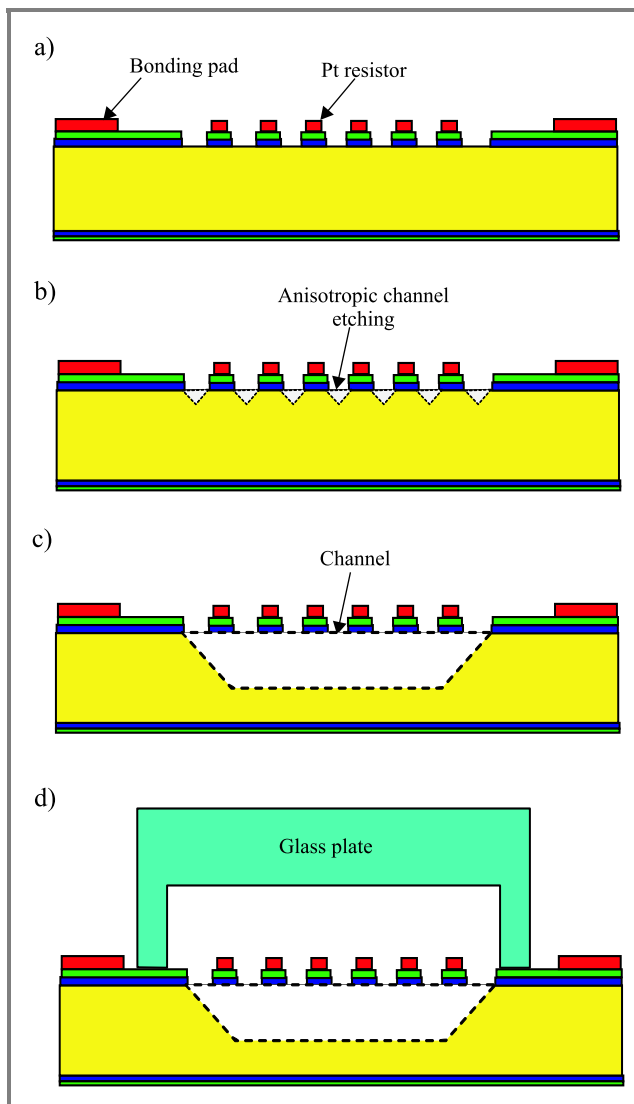 a)
Bonding pad
Pt resistor
b)
Anisotropic channel
etching
c)
Channel
d)
Glass plate